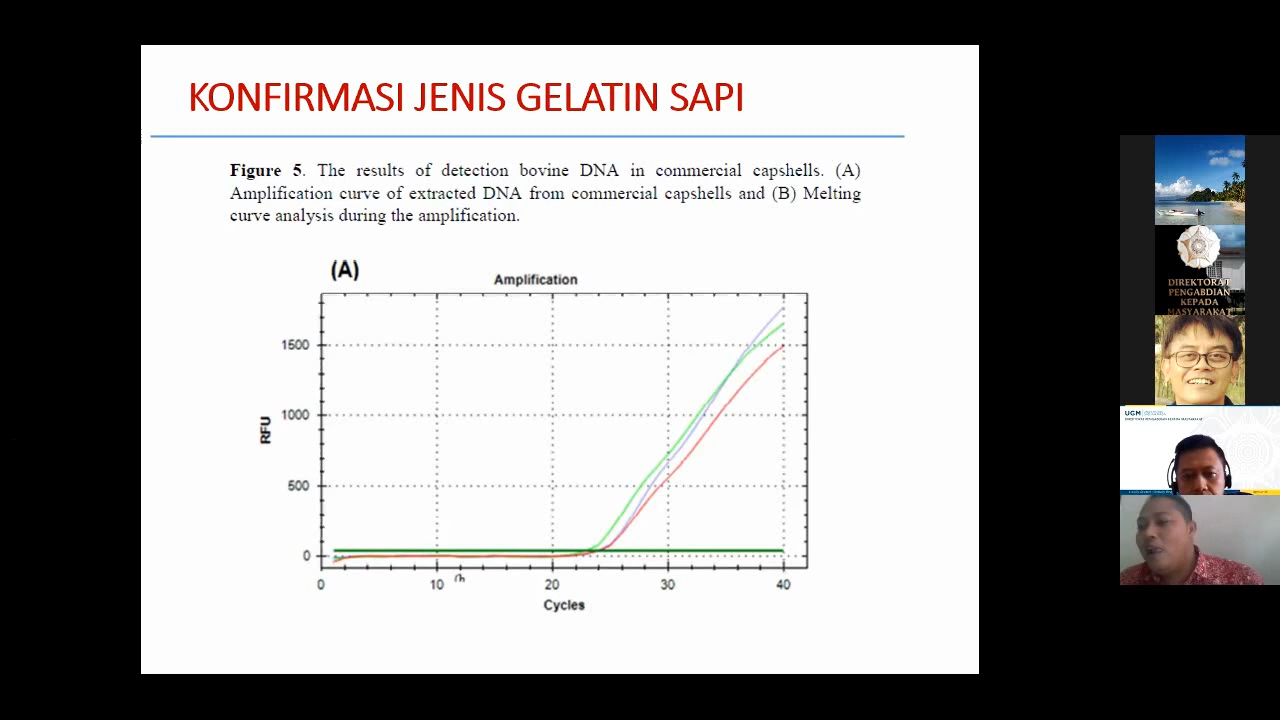 KONFIRMASI JENIS GELATIN SAPI
Figure 5. The results of detection bovine DNA in commercial capshells. (A)
Amplification curve of extracted DNA from commercial capshells and (B) Melting
curve analysis during the amplification.
(A)
Amplification
1500
1000
500
0
RFU
0 10 20 30 40
Cycles
DIREKTORAT
PENGABDIAN
KEPADA
MASYARAKAT
UGM